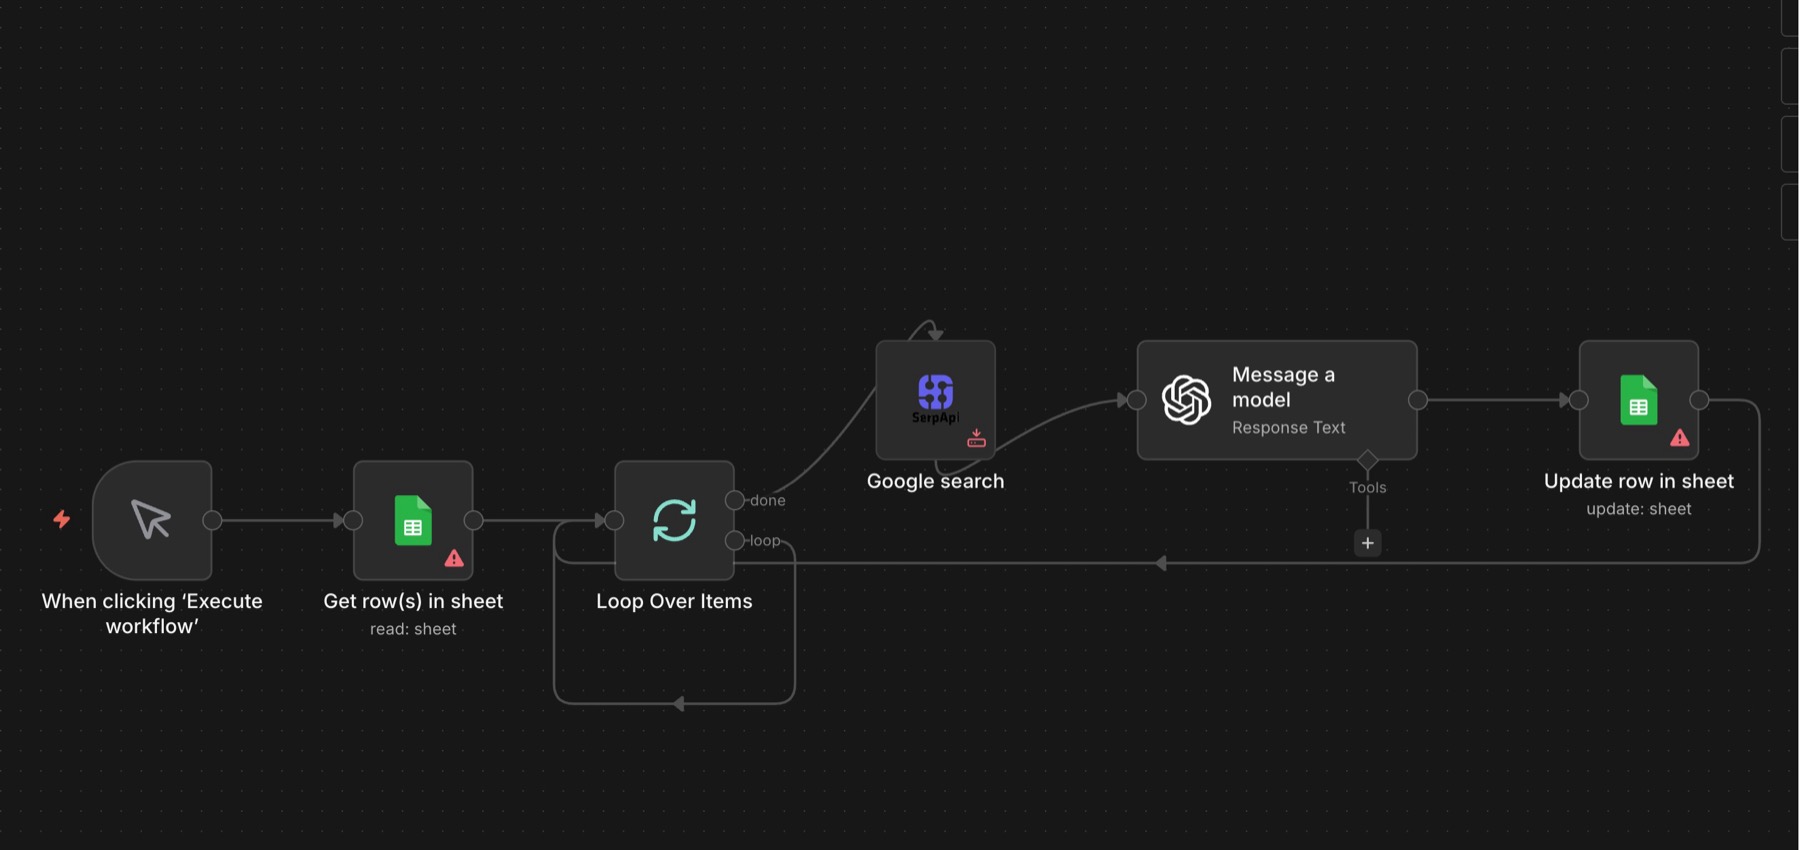 When clicking ‘Execute
workflow’
Get row(s) in sheet
read: sheet
Loop Over Items
done
loop
SerpApi
Google search
Message a
model
Response Text
Tools
+
Update row in sheet
update: sheet